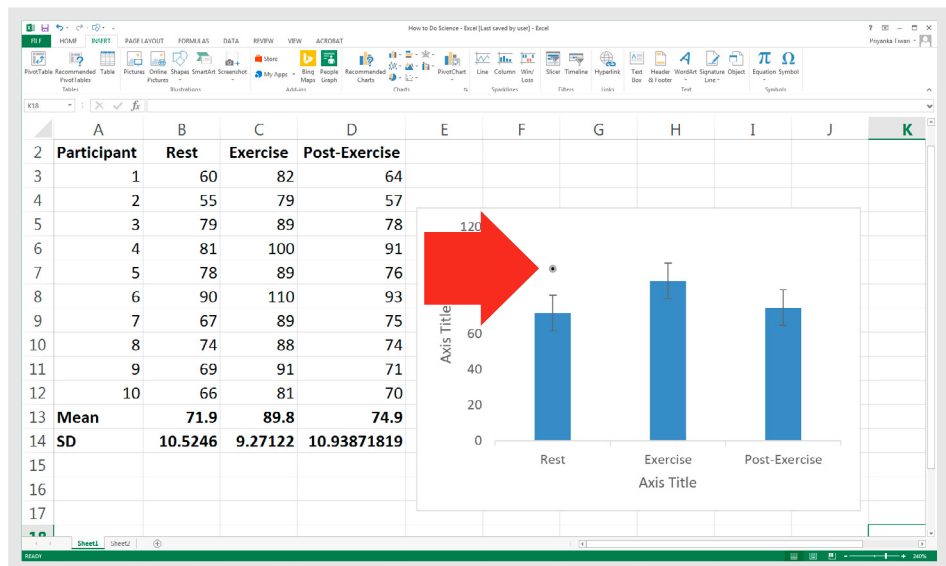 How to Do Science - Excel [Last saved by user] - Excel
FILE HOME INSERT PAGE LAYOUT FORMULAS DATA REVIEW VIEW ACROBAT
Priyanka Tiwari
PivotTable Recommended PivotTables Table
Pictures Online Pictures Shapes SmartArt Screenshot
Store
My Apps
Bing Maps People Graph
Recommended Charts
PivotChart
Line Column Win/Loss
Slicer Timeline
Hyperlink
Text Box Header & Footer WordArt Signature Line Object
Equation Symbol
Tables Illustrations Add-ins Charts Sparklines Filters Links Text Symbols
K18 fx
A B C D E F G H I J K
2 Participant Rest Exercise Post-Exercise
3 1 60 82 64
4 2 55 79 57
5 3 79 89 78
6 4 81 100 91
7 5 78 89 76
8 6 90 110 93
9 7 67 89 75
10 8 74 88 74
11 9 69 91 71
12 10 66 81 70
13 Mean 71.9 89.8 74.9
14 SD 10.5246 9.27122 10.93871819
15
16
17
18
120
60
40
20
0
Axis Title
Rest Exercise Post-Exercise
Axis Title
Sheet1 Sheet2
READY
240%